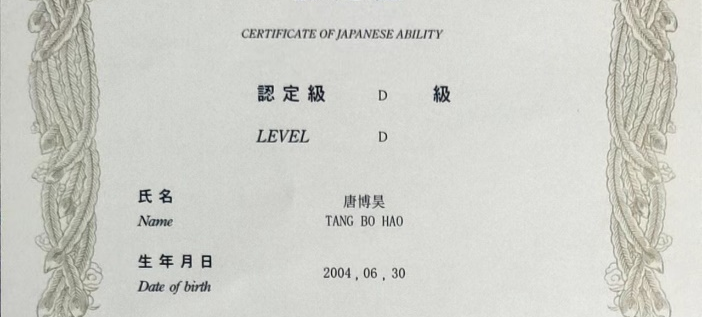 CERTIFICATE OF JAPANESE ABILITY
認定級 D 級
LEVEL D
氏名 唐博昊
Name TANG BO HAO
生年月日 2004 , 06 , 30
Date of birth